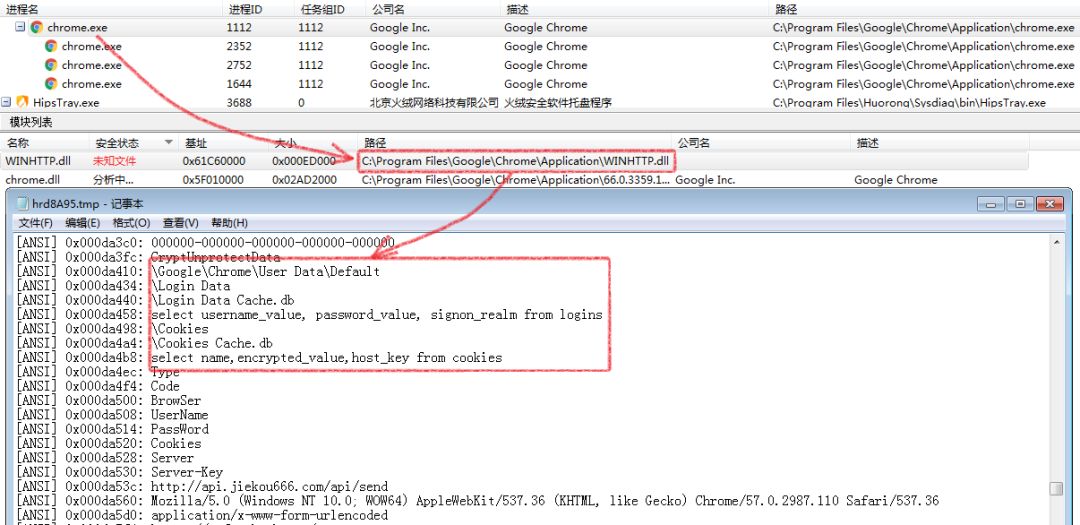 进程名 进程ID 任务组ID 公司名 描述 路径
chrome.exe 1112 1112 Google Inc. Google Chrome C:\Program Files\Google\Chrome\Application\chrome.exe
chrome.exe 2352 1112 Google Inc. Google Chrome C:\Program Files\Google\Chrome\Application\chrome.exe
chrome.exe 2752 1112 Google Inc. Google Chrome C:\Program Files\Google\Chrome\Application\chrome.exe
chrome.exe 1644 1112 Google Inc. Google Chrome C:\Program Files\Google\Chrome\Application\chrome.exe
HipsTray.exe 3688 0 北京火绒网络科技有限公司 火绒安全软件托盘程序 C:\Program Files\Huorong\Sysdiag\bin\HipsTray.exe
模块列表
名称 安全状态 基址 大小 路径 公司名 描述
WINHTTP.dll 未知文件 0x61C60000 0x000ED000 C:\Program Files\Google\Chrome\Application\WINHTTP.dll
chrome.dll 分析中... 0x5F010000 0x02AD2000 C:\Program Files\Google\Chrome\Application\66.0.3359.1... Google Inc. Google Chrome
hrd8A95.tmp - 记事本
文件(F) 编辑(E) 格式(O) 查看(V) 帮助(H)
[ANSI] 0x000da3c0: 000000-000000-000000-000000-000000
[ANSI] 0x000da3fc: CryptUnprotectData
[ANSI] 0x000da410: \Google\Chrome\User Data\Default
[ANSI] 0x000da434: \Login Data
[ANSI] 0x000da440: \Login Data Cache.db
[ANSI] 0x000da458: select username_value, password_value, signon_realm from logins
[ANSI] 0x000da498: \Cookies
[ANSI] 0x000da4a4: \Cookies Cache.db
[ANSI] 0x000da4b8: select name,encrypted_value,host_key from cookies
[ANSI] 0x000da4ec: Type
[ANSI] 0x000da4f4: Code
[ANSI] 0x000da500: BrowSer
[ANSI] 0x000da508: UserName
[ANSI] 0x000da514: PassWord
[ANSI] 0x000da520: Cookies
[ANSI] 0x000da528: Server
[ANSI] 0x000da530: Server-Key
[ANSI] 0x000da53c: http://api.jiekou666.com/api/send
[ANSI] 0x000da560: Mozilla/5.0 (Windows NT 10.0; WOW64) AppleWebKit/537.36 (KHTML, like Gecko) Chrome/57.0.2987.110 Safari/537.36
[ANSI] 0x000da5d0: application/x-www-form-urlencoded